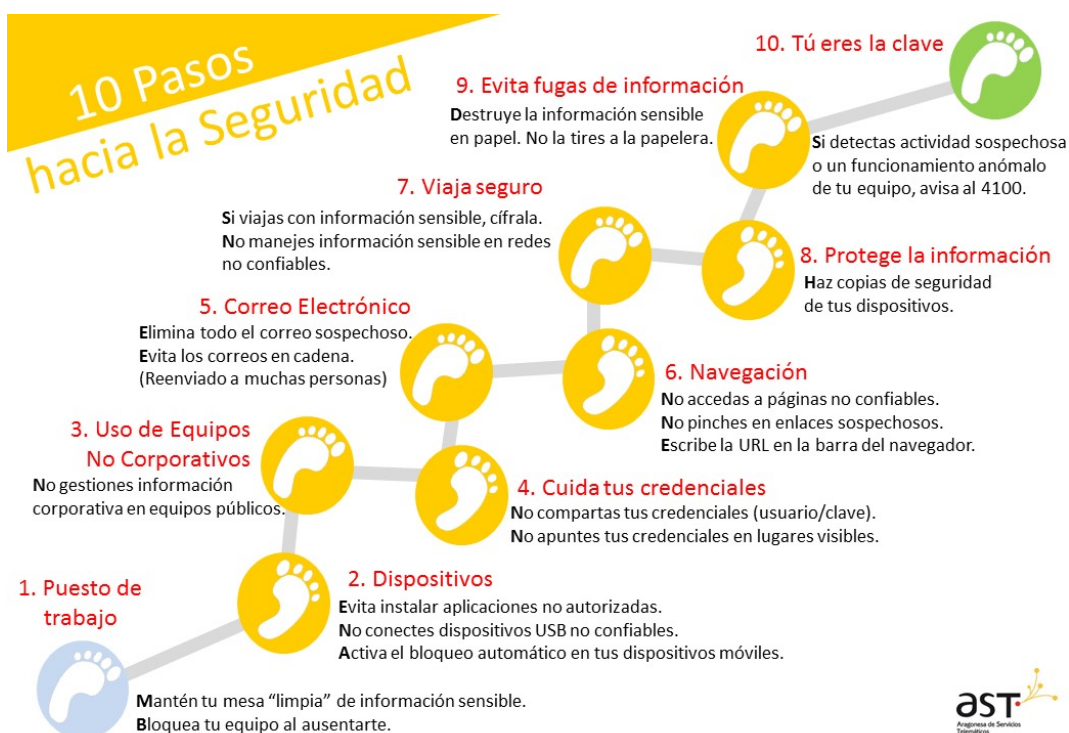 10 Pasos
hacia la Seguridad
10. Tú eres la clave
Si detectas actividad sospechosa
o un funcionamiento anómalo
de tu equipo, avisa al 4100.
9. Evita fugas de información
Destruye la información sensible
en papel. No la tires a la papelera.
8. Protege la información
Haz copias de seguridad
de tus dispositivos.
7. Viaja seguro
Si viajas con información sensible, cífrala.
No manejes información sensible en redes
no confiables.
6. Navegación
No accedas a páginas no confiables.
No pinches en enlaces sospechosos.
Escribe la URL en la barra del navegador.
5. Correo Electrónico
Elimina todo el correo sospechoso.
Evita los correos en cadena.
(Reenviado a muchas personas)
4. Cuida tus credenciales
No compartas tus credenciales (usuario/clave).
No apuntes tus credenciales en lugares visibles.
3. Uso de Equipos
No Corporativos
No gestiones información
corporativa en equipos públicos.
2. Dispositivos
Evita instalar aplicaciones no autorizadas.
No conectes dispositivos USB no confiables.
Activa el bloqueo automático en tus dispositivos móviles.
1. Puesto de
trabajo
Mantén tu mesa “limpia” de información sensible.
Bloquea tu equipo al ausentarte.
aST
Aragonesa de Servicios
Telemáticos